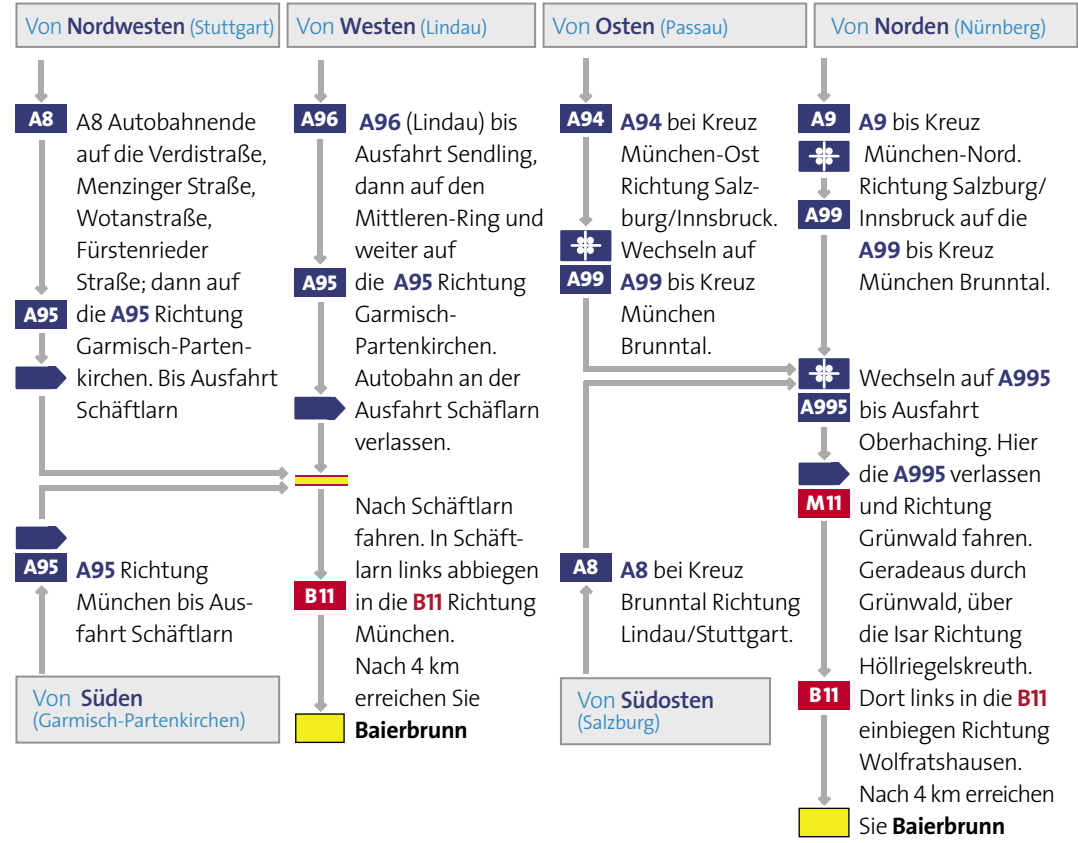 Von Nordwesten (Stuttgart)
A8
A8 Autobahnende
auf die Verdistraße,
Menzinger Straße,
Wotanstraße,
Fürstenrieder
Straße; dann auf
A95
die A95 Richtung
Garmisch-Parten-
kirchen. Bis Ausfahrt
Schäftlarn
A95
A95 Richtung
München bis Aus-
fahrt Schäftlarn
Von Süden
(Garmisch-Partenkirchen)
Von Westen (Lindau)
A96
A96 (Lindau) bis
Ausfahrt Sendling,
dann auf den
Mittleren-Ring und
weiter auf
A95
die A95 Richtung
Garmisch-
Partenkirchen.
Autobahn an der
Ausfahrt Schäflarn
verlassen.
Nach Schäftlarn
fahren. In Schäft-
larn links abbiegen
B11
in die B11 Richtung
München.
Nach 4 km
erreichen Sie
Baierbrunn
Von Osten (Passau)
A94
A94 bei Kreuz
München-Ost
Richtung Salz-
burg/Innsbruck.
Wechseln auf
A99
A99 bis Kreuz
München
Brunntal.
A8
A8 bei Kreuz
Brunntal Richtung
Lindau/Stuttgart.
Von Südosten
(Salzburg)
Von Norden (Nürnberg)
A9
A9 bis Kreuz
München-Nord.
Richtung Salzburg/
A99
Innsbruck auf die
A99 bis Kreuz
München Brunntal.
Wechseln auf A995
A995
bis Ausfahrt
Oberhaching. Hier
die A995 verlassen
M11
und Richtung
Grünwald fahren.
Geradeaus durch
Grünwald, über
die Isar Richtung
Höllriegelskreuth.
B11
Dort links in die B11
einbiegen Richtung
Wolfratshausen.
Nach 4 km erreichen
Sie Baierbrunn